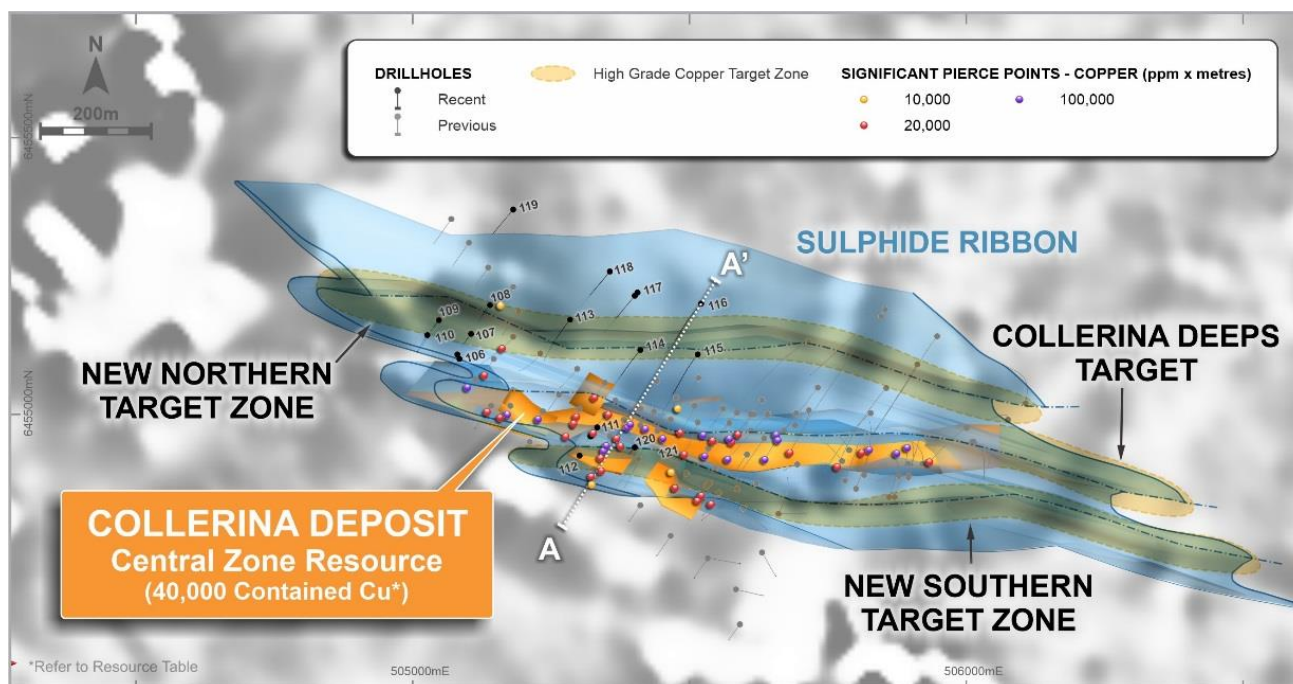 N
200m
DRILLHOLES
Recent
Previous
High Grade Copper Target Zone
SIGNIFICANT PIERCE POINTS - COPPER (ppm x metres)
10,000
100,000
20,000
6455500mN
6455000mN
119
118
117
116
A'
SULPHIDE RIBBON
108
109
113
110
107
106
114
115
COLLERINA DEEPS
TARGET
NEW NORTHERN
TARGET ZONE
111
120
121
112
COLLERINA DEPOSIT
Central Zone Resource
(40,000 Contained Cu*)
A
NEW SOUTHERN
TARGET ZONE
*Refer to Resource Table
505000mE
506000mE